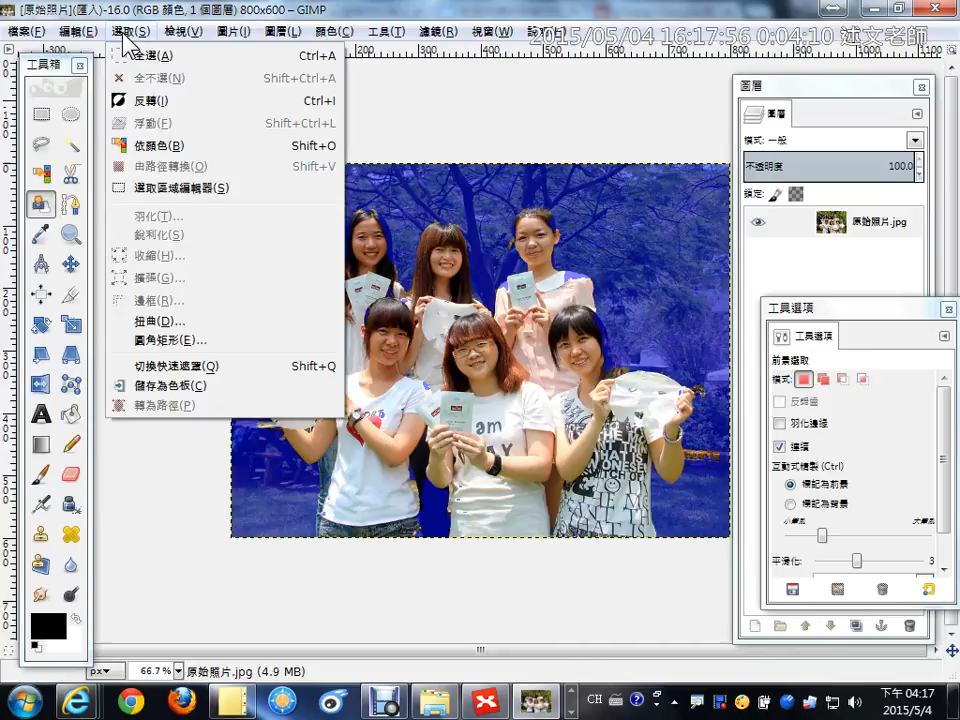 [原始照片](匯入)-16.0 (RGB 顏色, 1 個圖層) 800x600 – GIMP
檔案(F) 編輯(E) 選取(S) 檢視(V) 圖片(I) 圖層(L) 顏色(C) 工具(T) 濾鏡(R) 視窗(W)
2015/05/04 16:17:56 0:04:10 述文老師
工具箱
全選(A) Ctrl+A
全不選(N) Shift+Ctrl+A
反轉(I) Ctrl+I
浮動(F) Shift+Ctrl+L
依顏色(B) Shift+O
由路徑轉換(O) Shift+V
選取區域編輯器(S)
羽化(T)...
銳利化(S)
收縮(H)...
擴張(G)...
邊框(R)...
扭曲(D)...
圓角矩形(E)...
切換快速遮罩(Q) Shift+Q
儲存為色板(C)
轉為路徑(P)
圖層
圖層
模式: 一般
不透明度 100.0
鎖定:
原始照片.jpg
工具選項
工具選項
前景選取
模式:
反鋸齒
羽化邊緣
連續
互動式精製 (Ctrl)
標記為前景
標記為背景
平滑化: 3
I am
px 66.7% 原始照片.jpg (4.9 MB)
CH
下午 04:17
2015/5/4